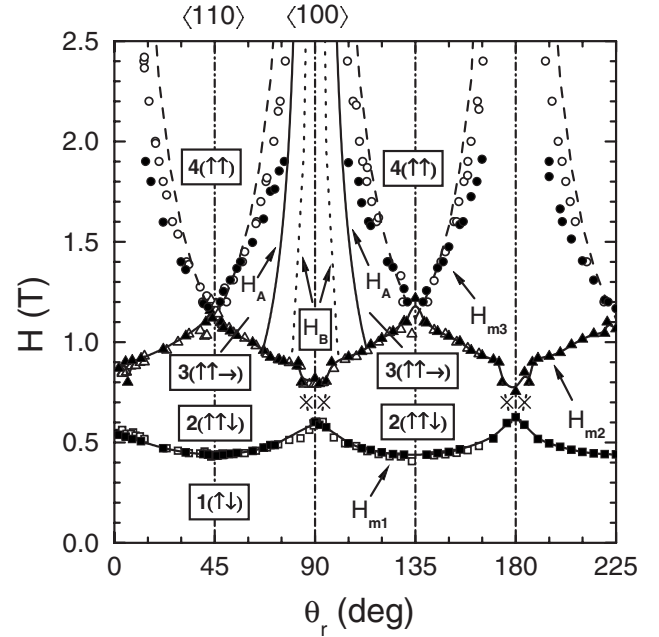 ⟨110⟩ ⟨100⟩
2.5
2.0
1.5
1.0
0.5
0.0
H (T)
4(↑↑) 4(↑↑)
H_A H_A
H_B
H_m3
3(↑↑→) 3(↑↑→)
2(↑↑↓) 2(↑↑↓)
H_m2
1(↑↓)
H_m1
0 45 90 135 180 225
θ_r (deg)